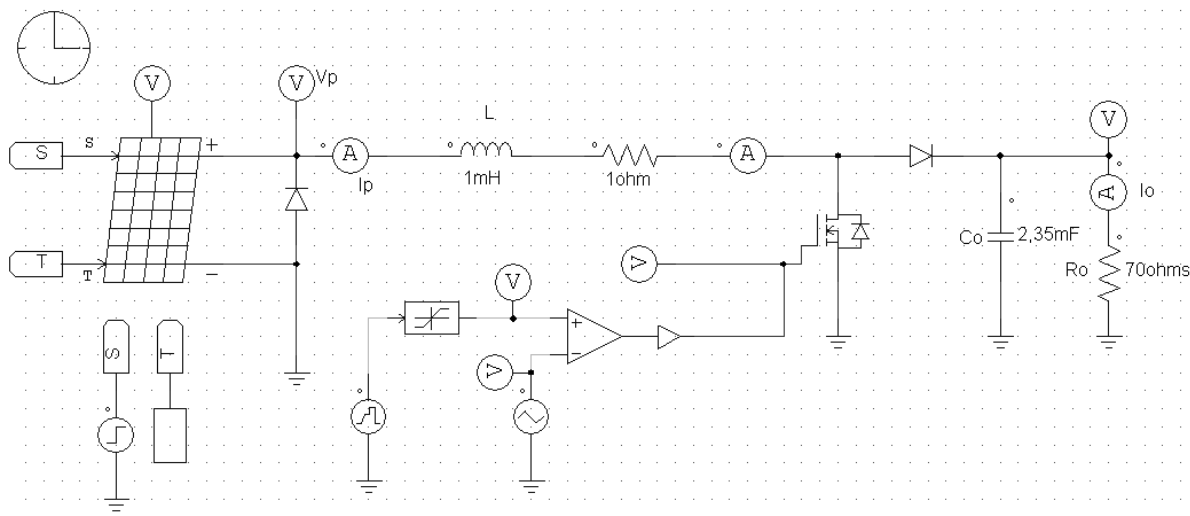 V
V
Vp
L
S
s
+
A
Ip
1mH
1ohm
A
V
A
Io
T
T
−
V
Co
2,35mF
Ro
70ohms
V
+
−
V
S
T